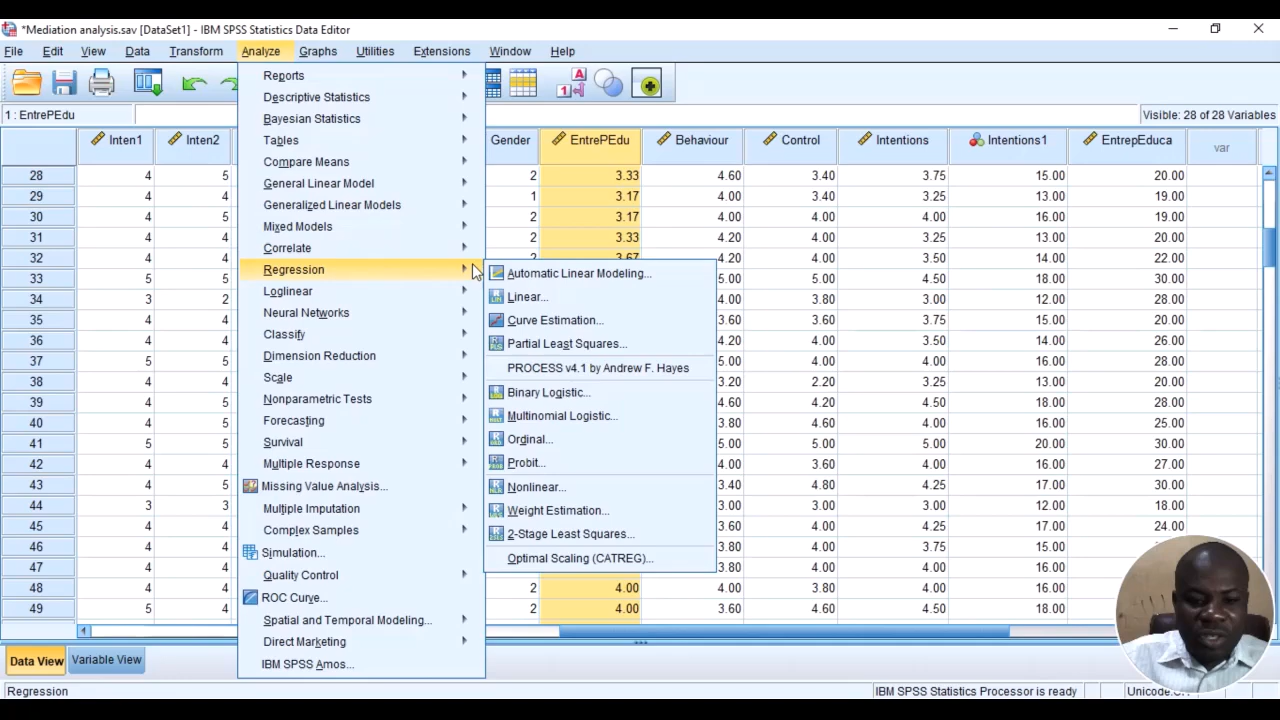 *Mediation analysis.sav [DataSet1] - IBM SPSS Statistics Data Editor
File Edit View Data Transform Analyze Graphs Utilities Extensions Window Help
1 : EntrePEdu
Visible: 28 of 28 Variables
Inten1 Inten2 Gender EntrePEdu Behaviour Control Intentions Intentions1 EntrepEduca var
28 4 5 2 3.33 4.60 3.40 3.75 15.00 20.00
29 4 4 1 3.17 4.00 3.40 3.25 13.00 19.00
30 4 5 2 3.17 4.00 4.00 4.00 16.00 19.00
31 4 4 2 3.33 4.20 4.00 3.25 13.00 20.00
32 4 4 2 3.67 4.00 3.50 14.00 22.00
33 5 5 5.00 5.00 4.50 18.00 30.00
34 3 2 4.00 3.80 3.00 12.00 28.00
35 4 4 3.60 3.60 3.75 15.00 20.00
36 4 4 4.20 4.00 3.50 14.00 26.00
37 5 5 5.00 4.00 4.00 16.00 28.00
38 4 4 3.20 2.20 3.25 13.00 20.00
39 4 4 4.60 4.20 4.50 18.00 28.00
40 4 4 3.80 4.60 4.00 16.00 25.00
41 5 5 5.00 5.00 5.00 20.00 30.00
42 4 4 4.00 3.60 4.00 16.00 27.00
43 4 5 3.40 4.80 4.25 17.00 30.00
44 3 3 3.00 3.00 3.00 12.00 18.00
45 4 4 3.60 4.00 4.25 17.00 24.00
46 4 4 3.80 4.00 3.75 15.00
47 4 4 4.00 4.00 4.00 16.00
48 4 4 2 4.00 4.00 3.80 4.00 16.00
49 5 4 2 4.00 3.60 4.60 4.50 18.00
Reports
Descriptive Statistics
Bayesian Statistics
Tables
Compare Means
General Linear Model
Generalized Linear Models
Mixed Models
Correlate
Regression
Loglinear
Neural Networks
Classify
Dimension Reduction
Scale
Nonparametric Tests
Forecasting
Survival
Multiple Response
Missing Value Analysis...
Multiple Imputation
Complex Samples
Simulation...
Quality Control
ROC Curve...
Spatial and Temporal Modeling...
Direct Marketing
IBM SPSS Amos...
Automatic Linear Modeling...
Linear...
Curve Estimation...
Partial Least Squares...
PROCESS v4.1 by Andrew F. Hayes
Binary Logistic...
Multinomial Logistic...
Ordinal...
Probit...
Nonlinear...
Weight Estimation...
2-Stage Least Squares...
Optimal Scaling (CATREG)...
Data View Variable View
Regression
IBM SPSS Statistics Processor is ready